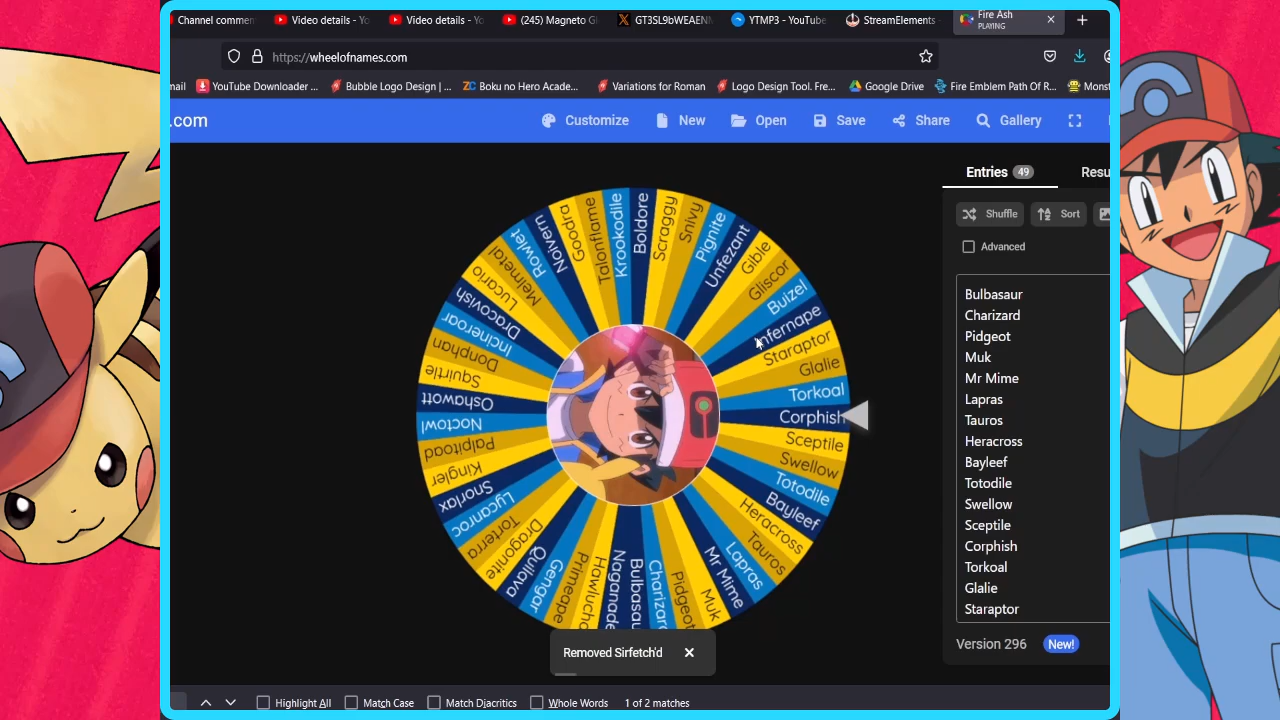 Channel commen
Video details - Yo
Video details - Yo
(245) Magneto G
GT3SL9bWEAENN
YTMP3 - YouTube
StreamElements -
Fire Ash
PLAYING
https://wheelofnames.com
mail
YouTube Downloader ...
Bubble Logo Design | ...
Boku no Hero Acade...
Variations for Roman
Logo Design Tool. Fre...
Google Drive
Fire Emblem Path Of R...
Monst
.com
Customize
New
Open
Save
Share
Gallery
Entries 49
Resu
Shuffle
Sort
Advanced
Bulbasaur
Charizard
Pidgeot
Muk
Mr Mime
Lapras
Tauros
Heracross
Bayleef
Totodile
Swellow
Sceptile
Corphish
Torkoal
Glalie
Staraptor
Version 296 New!
Boldore
Scraggy
Snivy
Pignite
Unfezant
Gible
Gliscor
Buizel
Infernape
Staraptor
Glalie
Torkoal
Corphish
Sceptile
Swellow
Totodile
Bayleef
Heracross
Tauros
Lapras
Mr Mime
Muk
Pidgeot
Charizard
Bulbasau
Naganade
Hawlucha
Primeape
Gengar
Quilava
Dragonite
Torterra
Lycanroc
Snorlax
Kingler
Palpitoad
Noctowl
Oshawott
Squirtle
Donphan
Incineroar
Dracovish
Lucario
Melmetal
Rowlet
Noivern
Goodra
Talonflame
Krookodile
Removed Sirfetch'd
Highlight All
Match Case
Match Diacritics
Whole Words
1 of 2 matches